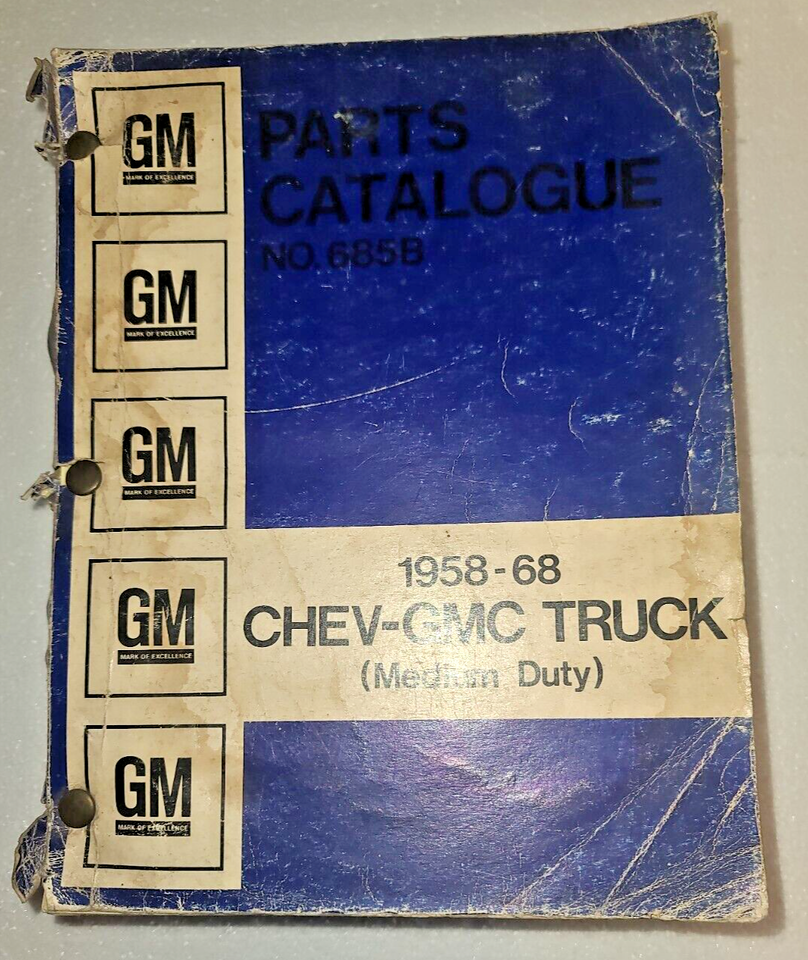 GM
MARK OF EXCELLENCE
GM
MARK OF EXCELLENCE
GM
MARK OF EXCELLENCE
GM
MARK OF EXCELLENCE
GM
MARK OF EXCELLENCE
PARTS
CATALOGUE
NO. 685B
1958-68
CHEV-GMC TRUCK
(Medium Duty)